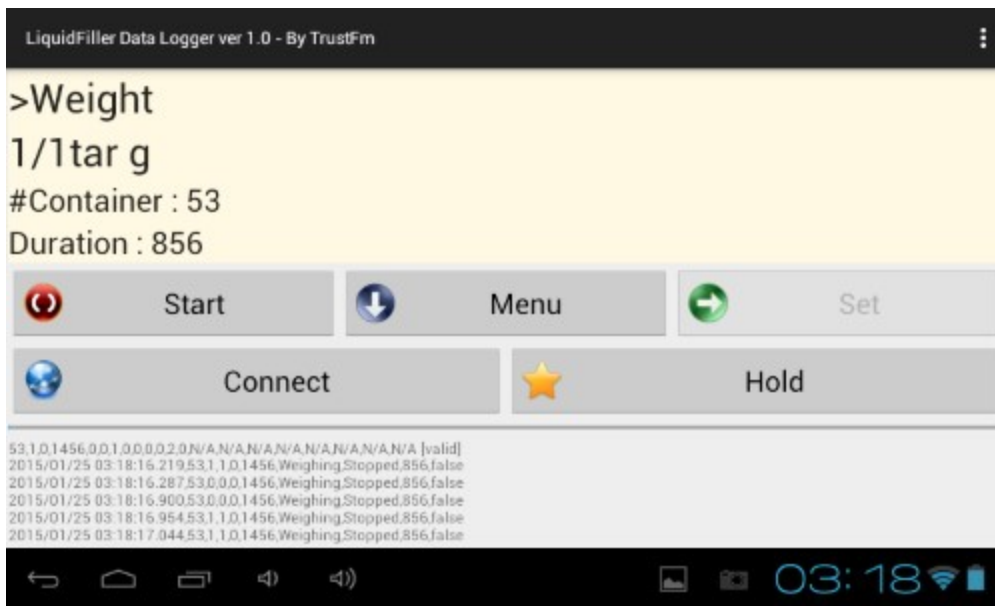 LiquidFiller Data Logger ver 1.0 - By TrustFm
>Weight
1/1tar g
#Container : 53
Duration : 856
Start
Menu
Set
Connect
Hold
53,1,0,1456,0,0,1,0,0,0,0,2,0,N/A,N/A,N/A,N/A,N/A,N/A,N/A,N/A [valid]
2015/01/25 03:18:16.219,53,1,1,0,1456,Weighing,Stopped,856,false
2015/01/25 03:18:16.287,53,0,0,0,1456,Weighing,Stopped,856,false
2015/01/25 03:18:16.900,53,0,0,0,1456,Weighing,Stopped,856,false
2015/01/25 03:18:16.954,53,1,1,0,1456,Weighing,Stopped,856,false
2015/01/25 03:18:17.044,53,1,1,0,1456,Weighing,Stopped,856,false
03:18